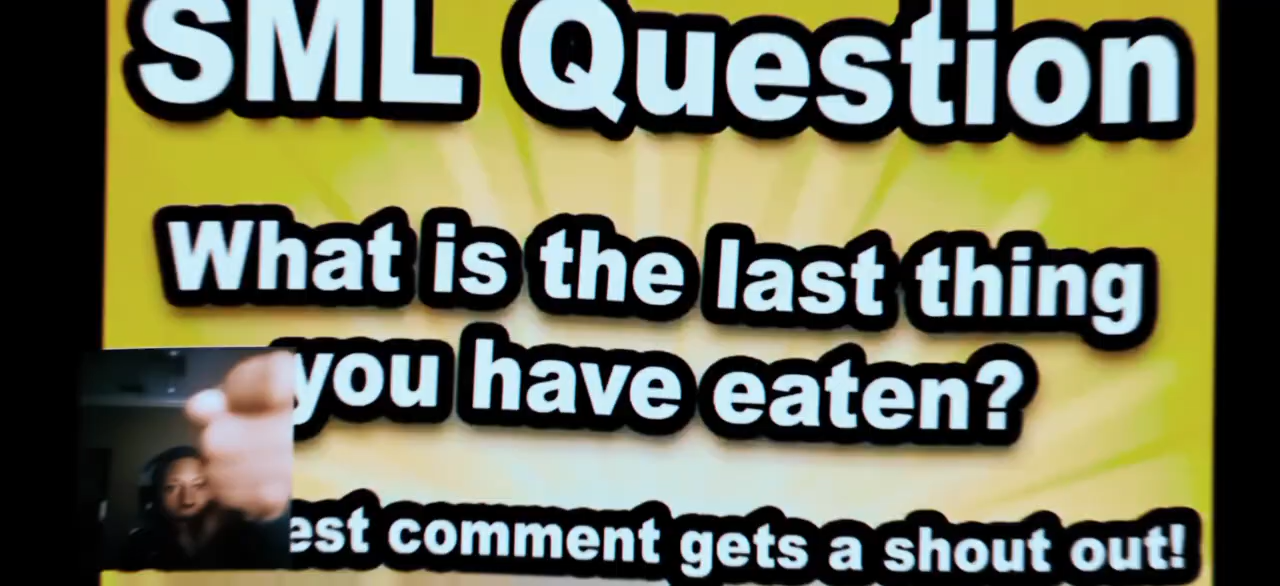 SML Question
What is the last thing
you have eaten?
est comment gets a shout out!